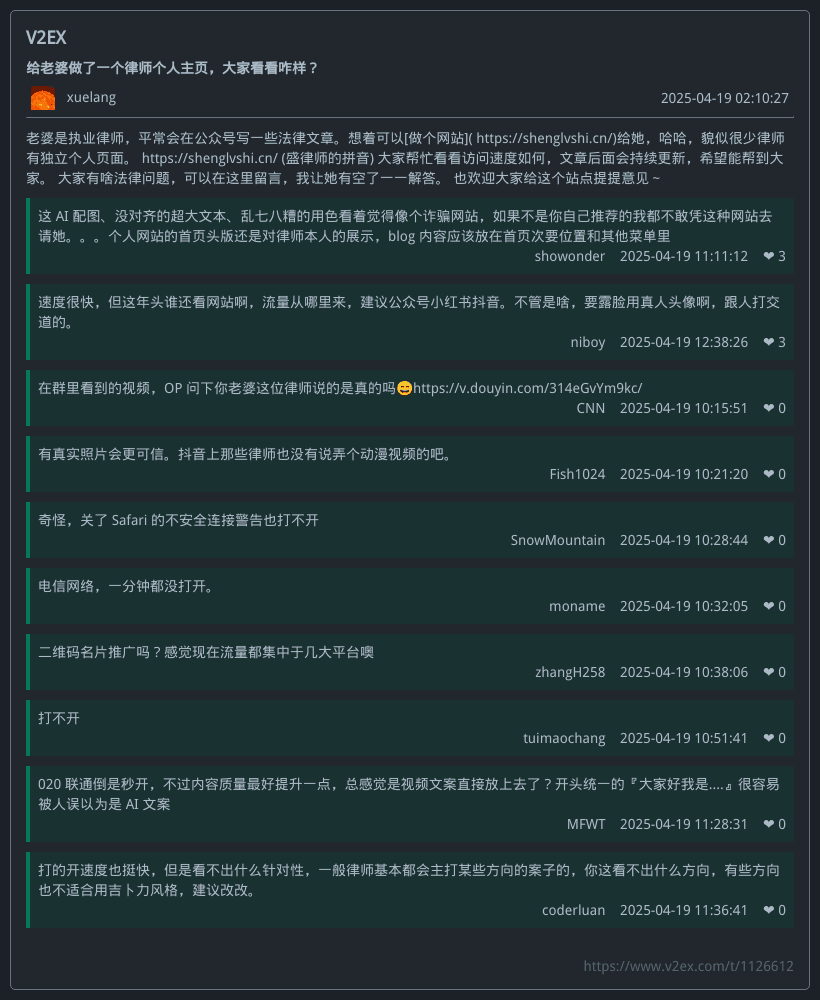 V2EX
给老婆做了一个律师个人主页，大家看看咋样？
xuelang 2025-04-19 02:10:27
老婆是执业律师，平常会在公众号写一些法律文章。想着可以[做个网站]( https://shenglvshi.cn/)给她，哈哈，貌似很少律师
有独立个人页面。 https://shenglvshi.cn/ (盛律师的拼音) 大家帮忙看看访问速度如何，文章后面会持续更新，希望能帮到大
家。 大家有啥法律问题，可以在这里留言，我让她有空了一一解答。 也欢迎大家给这个站点提提意见 ~
这 AI 配图、没对齐的超大文本、乱七八糟的用色看着觉得像个诈骗网站，如果不是你自己推荐的我都不敢凭这种网站去
请她。。。个人网站的首页头版还是对律师本人的展示，blog 内容应该放在首页次要位置和其他菜单里
showonder 2025-04-19 11:11:12 ❤ 3
速度很快，但这年头谁还看网站啊，流量从哪里来，建议公众号小红书抖音。不管是啥，要露脸用真人头像啊，跟人打交
道的。
niboy 2025-04-19 12:38:26 ❤ 3
在群里看到的视频，OP 问下你老婆这位律师说的是真的吗😄https://v.douyin.com/314eGvYm9kc/
CNN 2025-04-19 10:15:51 ❤ 0
有真实照片会更可信。抖音上那些律师也没有说弄个动漫视频的吧。
Fish1024 2025-04-19 10:21:20 ❤ 0
奇怪，关了 Safari 的不安全连接警告也打不开
SnowMountain 2025-04-19 10:28:44 ❤ 0
电信网络，一分钟都没打开。
moname 2025-04-19 10:32:05 ❤ 0
二维码名片推广吗？感觉现在流量都集中于几大平台噢
zhangH258 2025-04-19 10:38:06 ❤ 0
打不开
tuimaochang 2025-04-19 10:51:41 ❤ 0
020 联通倒是秒开，不过内容质量最好提升一点，总感觉是视频文案直接放上去了？开头统一的『大家好我是....』很容易
被人误以为是 AI 文案
MFWT 2025-04-19 11:28:31 ❤ 0
打的开速度也挺快，但是看不出什么针对性，一般律师基本都会主打某些方向的案子的，你这看不出什么方向，有些方向
也不适合用吉卜力风格，建议改改。
coderluan 2025-04-19 11:36:41 ❤ 0
https://www.v2ex.com/t/1126612